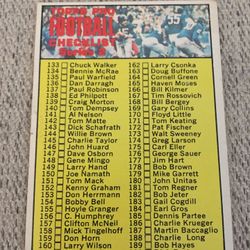 TOPPS PRO
FOOTBALL
CHECKLIST
Series 2
133 Chuck Walker
134 Bennie McRae
135 Paul Warfield
136 Dan Abramowicz
137 Paul Robinson
138 Ed Philpott
139 Craig Morton
140 Tom Dempsey
141 Al Nelson
142 Tom Matte
143 Dick Schafrath
144 Willie Brown
145 Charlie Taylor
146 John Huard
147 Dave Osborn
148 Gene Mingo
149 Larry Hand
150 Joe Namath
151 Tom Mack
152 Kenny Graham
153 Don Herrmann
154 Bobby Bell
155 Hoyle Granger
156 C. Humphrey
157 Clifton McNeil
158 Mick Tingelhoff
159 Don Horn
160 Larry Wilson
162 Larry Csonka
163 Doug Buffone
164 Cornell Green
165 Haven Moses
166 Bill Kilmer
167 Tim Rossovich
168 Bill Bergey
169 Gary Collins
170 Floyd Little
171 Tom Keating
172 Pat Fischer
173 Walt Sweeney
174 Greg Larson
175 Carl Eller
176 George Sauer
177 Jim Hart
178 Bob Brown
179 Mike Garrett
180 John Unitas
181 Tom Regner
182 Bob Jeter
183 Gail Cogdill
184 Earl Gros
185 Dennis Partee
186 Charlie Krueger
187 Martin Baccaglio
188 Charles Long
189 Bob Hayes